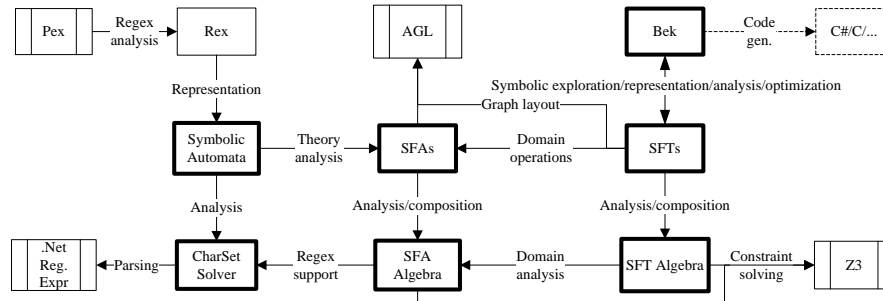 Pex
Regex
analysis
Rex
AGL
Bek
Code
gen.
C#/C/...
Representation
Symbolic exploration/representation/analysis/optimization
Graph layout
Symbolic
Automata
Theory
analysis
SFAs
Domain
operations
SFTs
Analysis
Analysis/composition
Analysis/composition
.Net
Reg.
Expr
Parsing
CharSet
Solver
Regex
support
SFA
Algebra
Domain
analysis
SFT Algebra
Constraint
solving
Z3